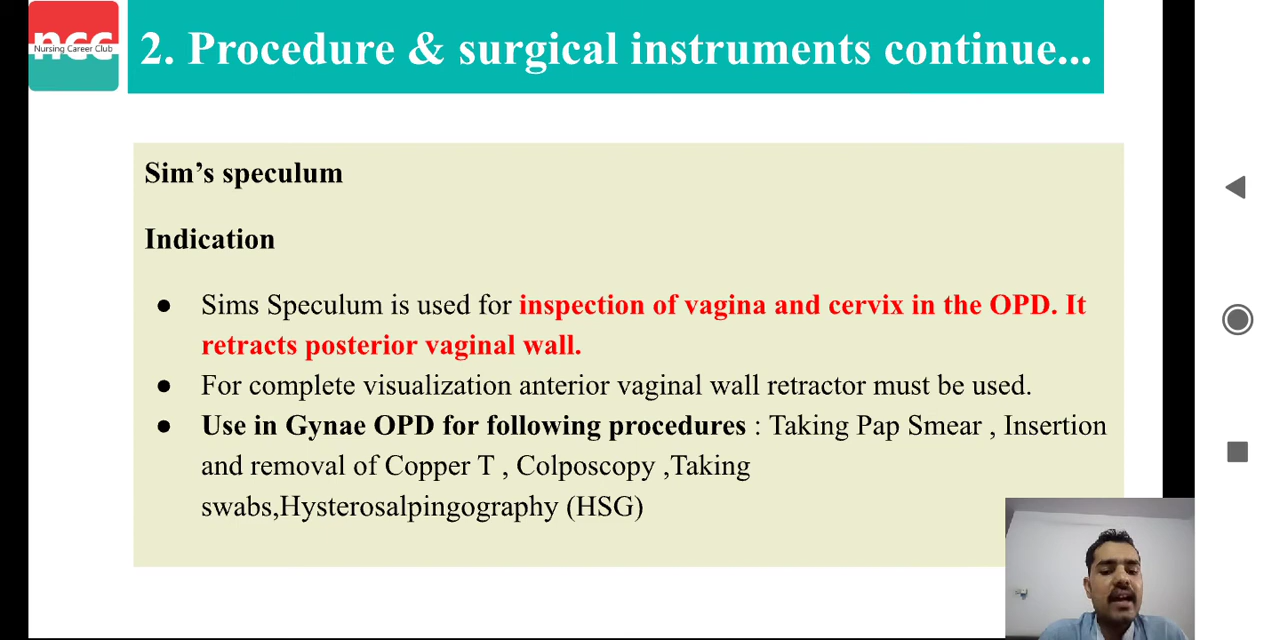 ncc
Nursing Career Club
2. Procedure & surgical instruments continue...
Sim’s speculum
Indication
● Sims Speculum is used for inspection of vagina and cervix in the OPD. It
retracts posterior vaginal wall.
● For complete visualization anterior vaginal wall retractor must be used.
● Use in Gynae OPD for following procedures : Taking Pap Smear , Insertion
and removal of Copper T , Colposcopy ,Taking
swabs,Hysterosalpingography (HSG)